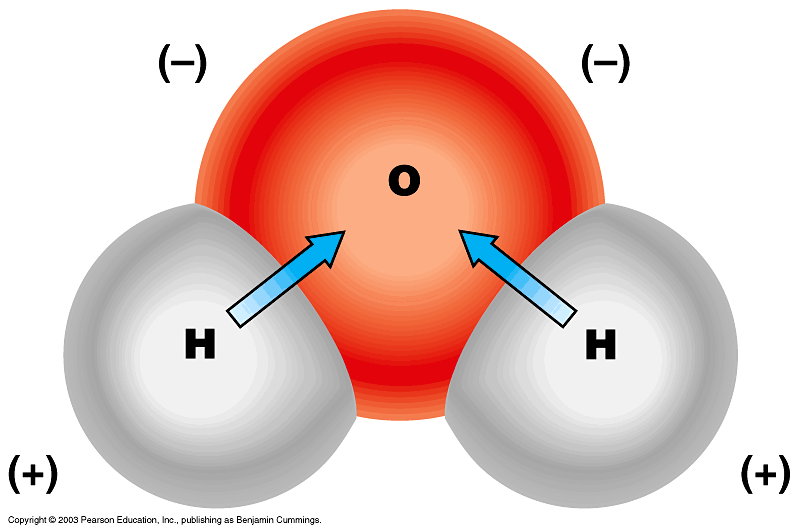 (–) (–)
O
H H
(+) (+)
Copyright © 2003 Pearson Education, Inc., publishing as Benjamin Cummings.